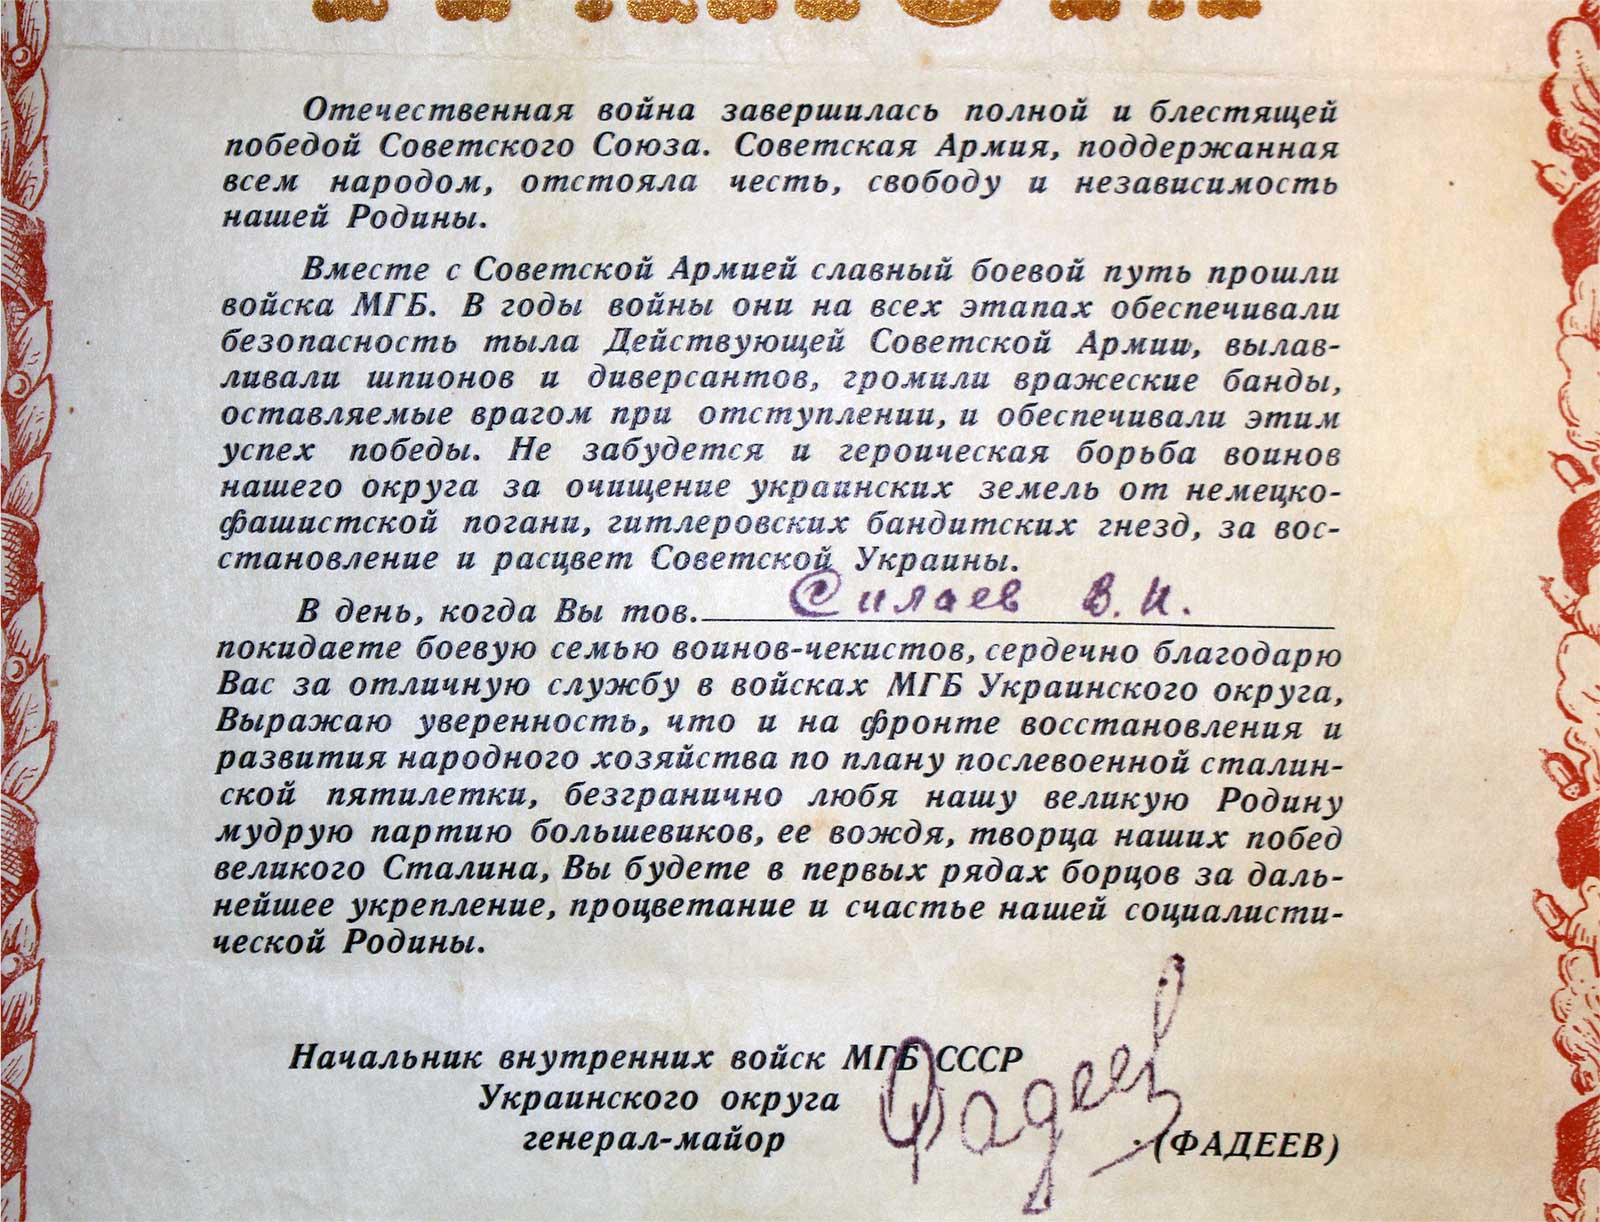 Отечественная война завершилась полной и блестящей
победой Советского Союза. Советская Армия, поддержанная
всем народом, отстояла честь, свободу и независимость
нашей Родины.
Вместе с Советской Армией славный боевой путь прошли
войска МГБ. В годы войны они на всех этапах обеспечивали
безопасность тыла Действующей Советской Армии, вылав-
ливали шпионов и диверсантов, громили вражеские банды,
оставляемые врагом при отступлении, и обеспечивали этим
успех победы. Не забудется и героическая борьба воинов
нашего округа за очищение украинских земель от немецко-
фашистской погани, гитлеровских бандитских гнезд, за вос-
становление и расцвет Советской Украины.
В день, когда Вы тов. Силаев В. И.
покидаете боевую семью воинов-чекистов, сердечно благодарю
Вас за отличную службу в войсках МГБ Украинского округа,
Выражаю уверенность, что и на фронте восстановления и
развития народного хозяйства по плану послевоенной сталин-
ской пятилетки, безгранично любя нашу великую Родину
мудрую партию большевиков, ее вождя, творца наших побед
великого Сталина, Вы будете в первых рядах борцов за даль-
нейшее укрепление, процветание и счастье нашей социалисти-
ческой Родины.
Начальник внутренних войск МГБ СССР
Украинского округа
генерал-майор Фадеев (ФАДЕЕВ)